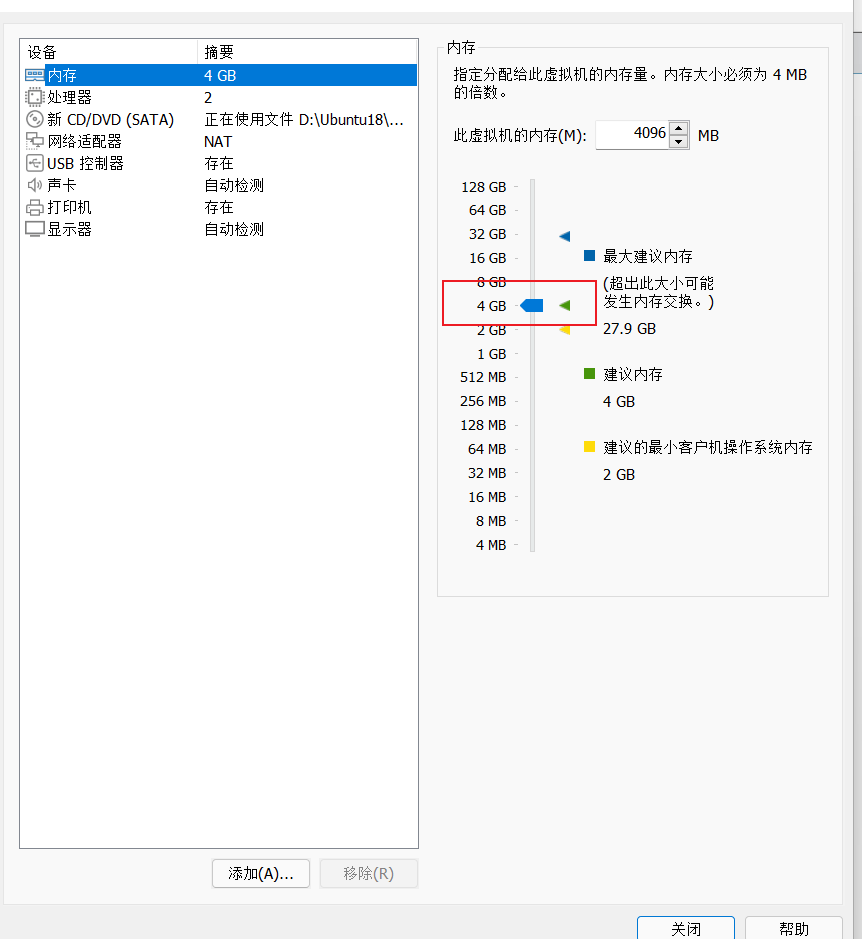 设备 摘要
内存 4 GB
处理器 2
新 CD/DVD (SATA) 正在使用文件 D:\Ubuntu18\...
网络适配器 NAT
USB 控制器 存在
声卡 自动检测
打印机 存在
显示器 自动检测
添加(A)... 移除(R)
内存
指定分配给此虚拟机的内存量。内存大小必须为 4 MB
的倍数。
此虚拟机的内存(M): 4096 MB
128 GB
64 GB
32 GB
16 GB
8 GB
4 GB
2 GB
1 GB
512 MB
256 MB
128 MB
64 MB
32 MB
16 MB
8 MB
4 MB
最大建议内存
(超出此大小可能
发生内存交换。)
27.9 GB
建议内存
4 GB
建议的最小客户机操作系统内存
2 GB
关闭 帮助